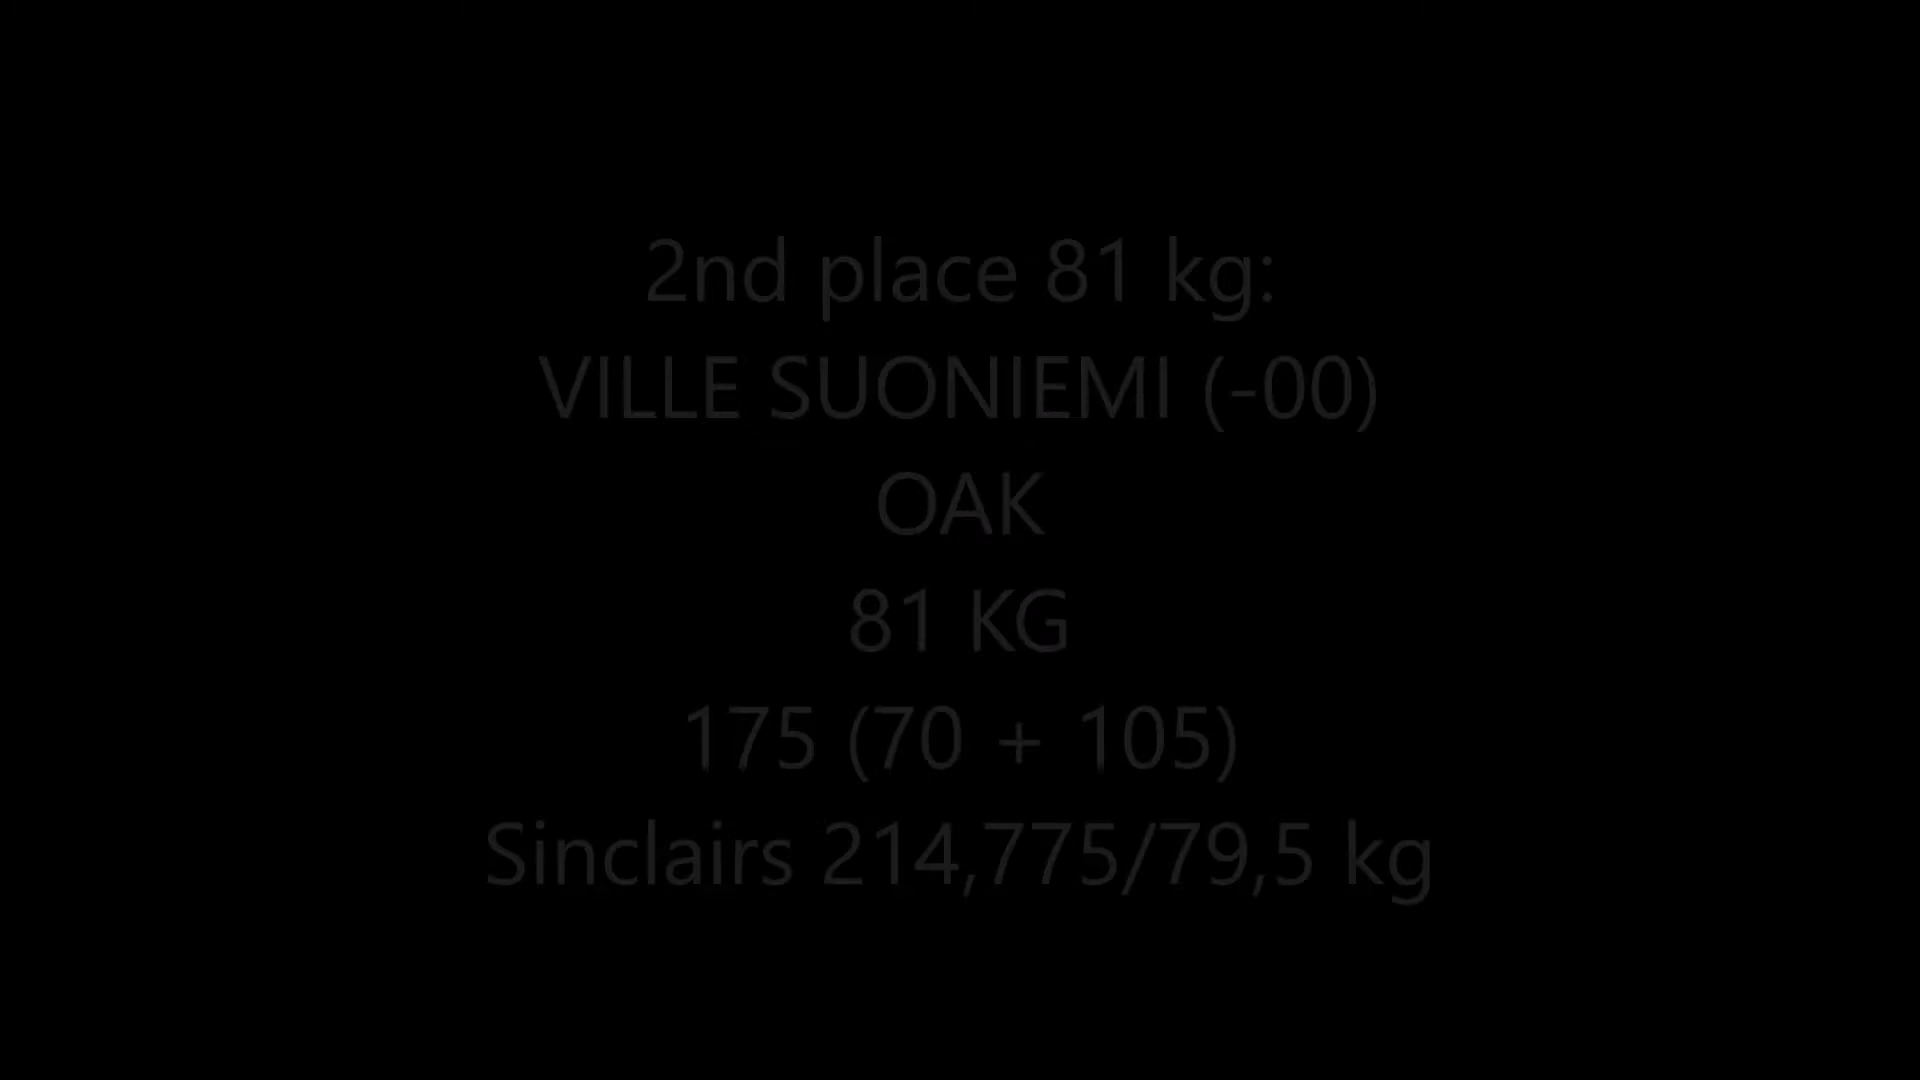 2nd place 81 kg:
VILLE SUONIEMI (-00)
OAK
81 KG
175 (70 + 105)
Sinclairs 214,775/79,5 kg